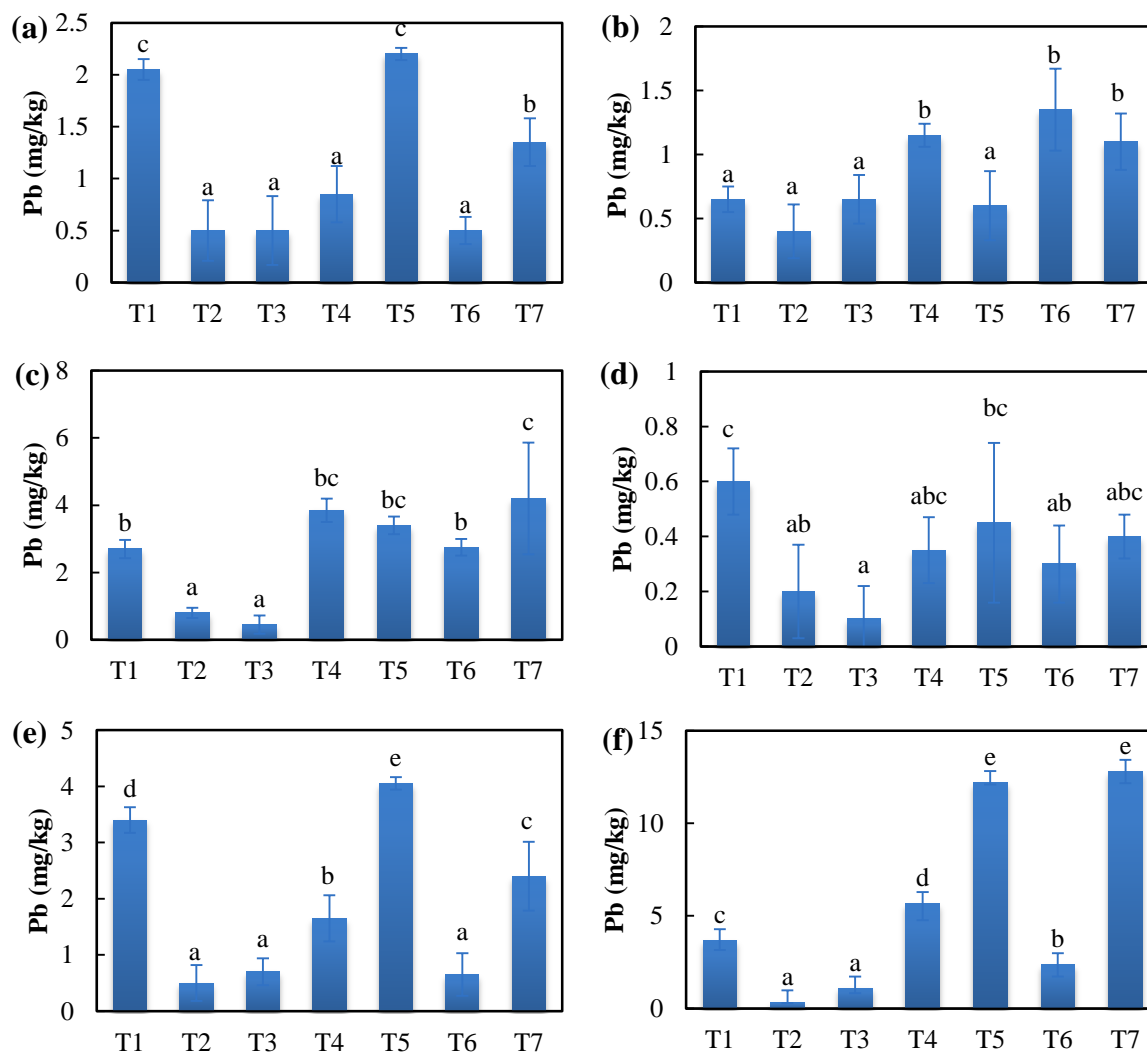 (a)
Pb (mg/kg)
2.5
2
1.5
1
0.5
0
c
a
a
a
c
a
b
T1 T2 T3 T4 T5 T6 T7
(b)
Pb (mg/kg)
2
1.5
1
0.5
0
a
a
a
b
a
b
b
T1 T2 T3 T4 T5 T6 T7
(c)
Pb (mg/kg)
8
6
4
2
0
b
a
a
bc
bc
b
c
T1 T2 T3 T4 T5 T6 T7
(d)
Pb (mg/kg)
1
0.8
0.6
0.4
0.2
0
c
ab
a
abc
bc
ab
abc
T1 T2 T3 T4 T5 T6 T7
(e)
Pb (mg/kg)
5
4
3
2
1
0
d
a
a
b
e
a
c
T1 T2 T3 T4 T5 T6 T7
(f)
Pb (mg/kg)
15
10
5
0
c
a
a
d
e
b
e
T1 T2 T3 T4 T5 T6 T7